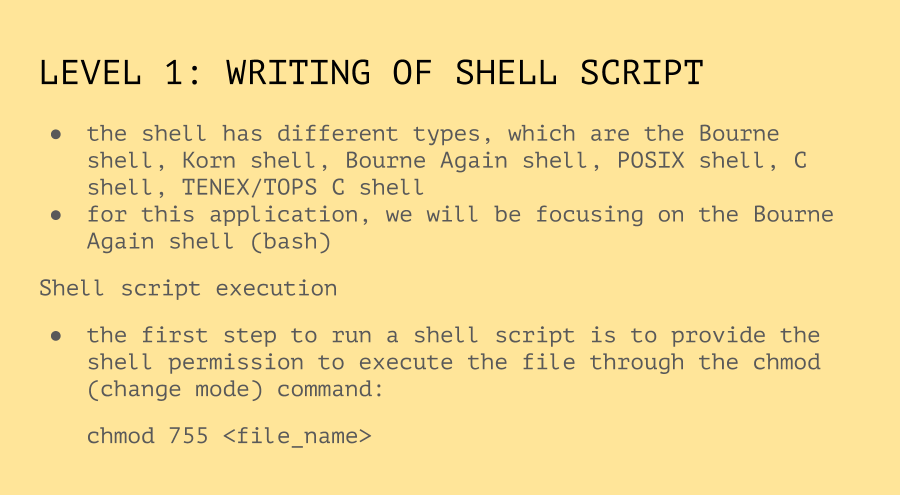 LEVEL 1: WRITING OF SHELL SCRIPT
● the shell has different types, which are the Bourne
shell, Korn shell, Bourne Again shell, POSIX shell, C
shell, TENEX/TOPS C shell
● for this application, we will be focusing on the Bourne
Again shell (bash)
Shell script execution
● the first step to run a shell script is to provide the
shell permission to execute the file through the chmod
(change mode) command:
chmod 755 <file_name>